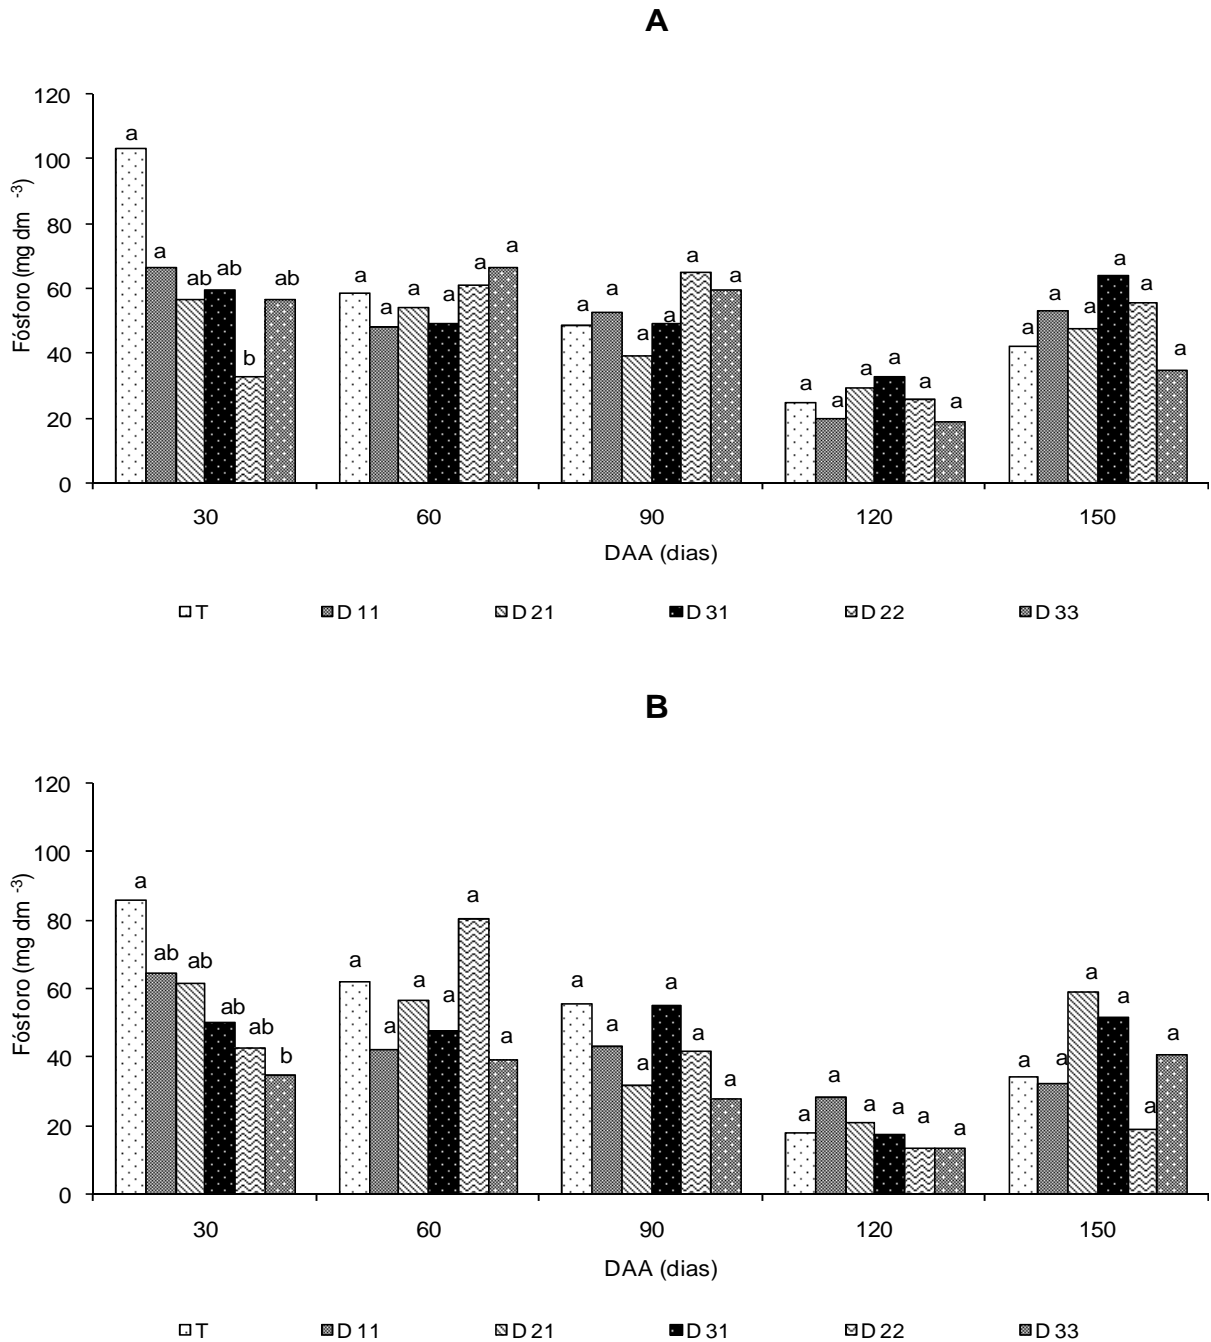 A
120
100
80
60
40
20
0
Fósforo (mg dm -3)
a a ab ab b ab
a a a a a a
a a a a a a
a a a a a a
a a a a a a
30 60 90 120 150
DAA (dias)
T D 11 D 21 D 31 D 22 D 33
B
120
100
80
60
40
20
0
Fósforo (mg dm -3)
a ab ab ab ab b
a a a a a a
a a a a a a
a a a a a a
a a a a a a
30 60 90 120 150
DAA (dias)
T D 11 D 21 D 31 D 22 D 33